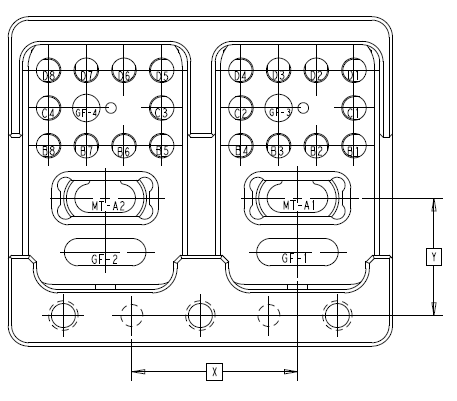 D8 D7 D6 D5 D4 D3 D2 D1
C4 GF-4 C3 C2 GF-3 C1
B8 B7 B6 B5 B4 B3 B2 B1
MT-A2 MT-A1
GF-2 GF-1
Y
X